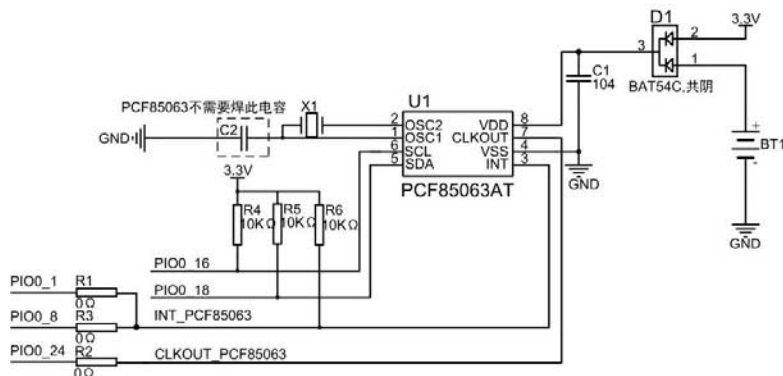 D1
3.3V
3
2
1
BAT54C,共阴
C1
104
BT1
+
-
GND
GND
PCF85063不需要焊此电容
X1
C2
GND
U1
2 OSC2 VDD 8
1 OSC1 CLKOUT 7
6 SCL VSS 4
5 SDA INT 3
PCF85063AT
3.3V
R4
10KΩ
R5
10KΩ
R6
10KΩ
PIO0_16
PIO0_18
PIO0_1 R1
0Ω
PIO0_8 R3 INT_PCF85063
0Ω
PIO0_24 R2 CLKOUT_PCF85063
0Ω